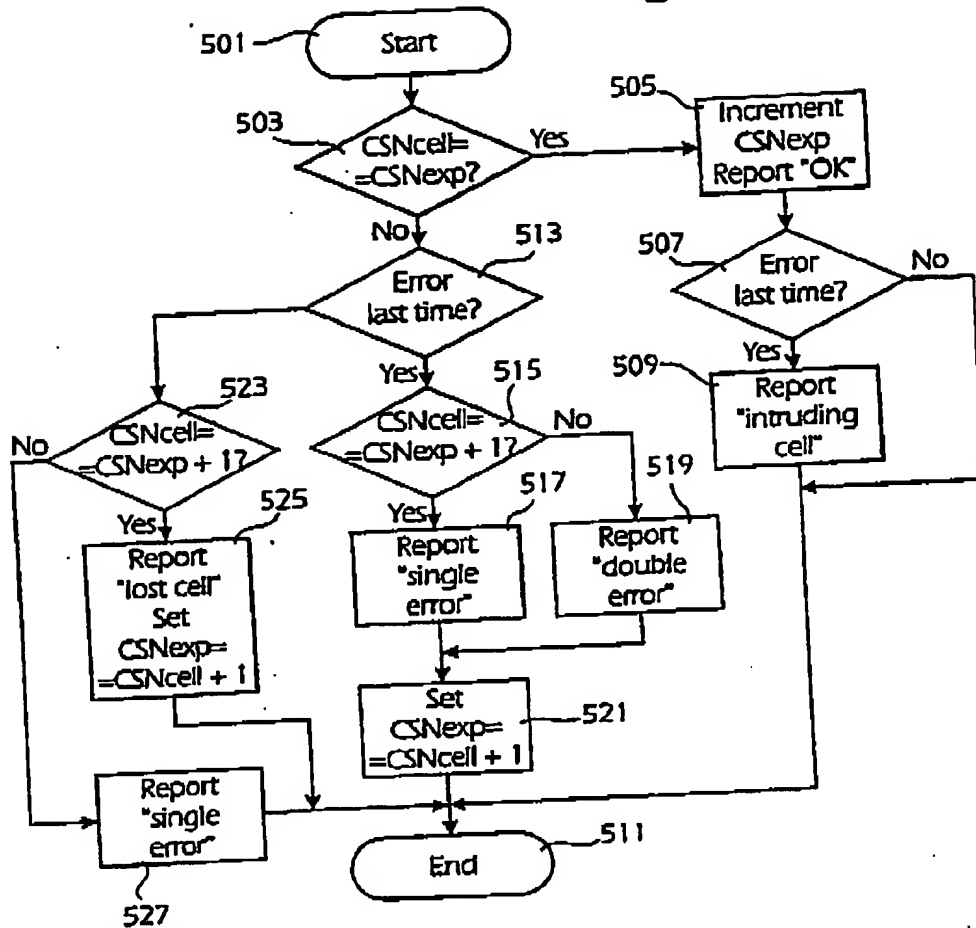 501
Start
503
CSNcell=
=CSNexp?
Yes
505
Increment
CSNexp
Report "OK"
No
513
Error
last time?
507
Error
last time?
No
Yes
509
Report
"intruding
cell"
523
CSNcell=
=CSNexp + 1?
No
Yes
515
CSNcell=
=CSNexp + 1?
No
Yes
525
Report
"lost cell"
Set
CSNexp=
=CSNcell + 1
Yes
517
Report
"single
error"
519
Report
"double
error"
Set
CSNexp=
=CSNcell + 1
521
Report
"single
error"
527
End
511